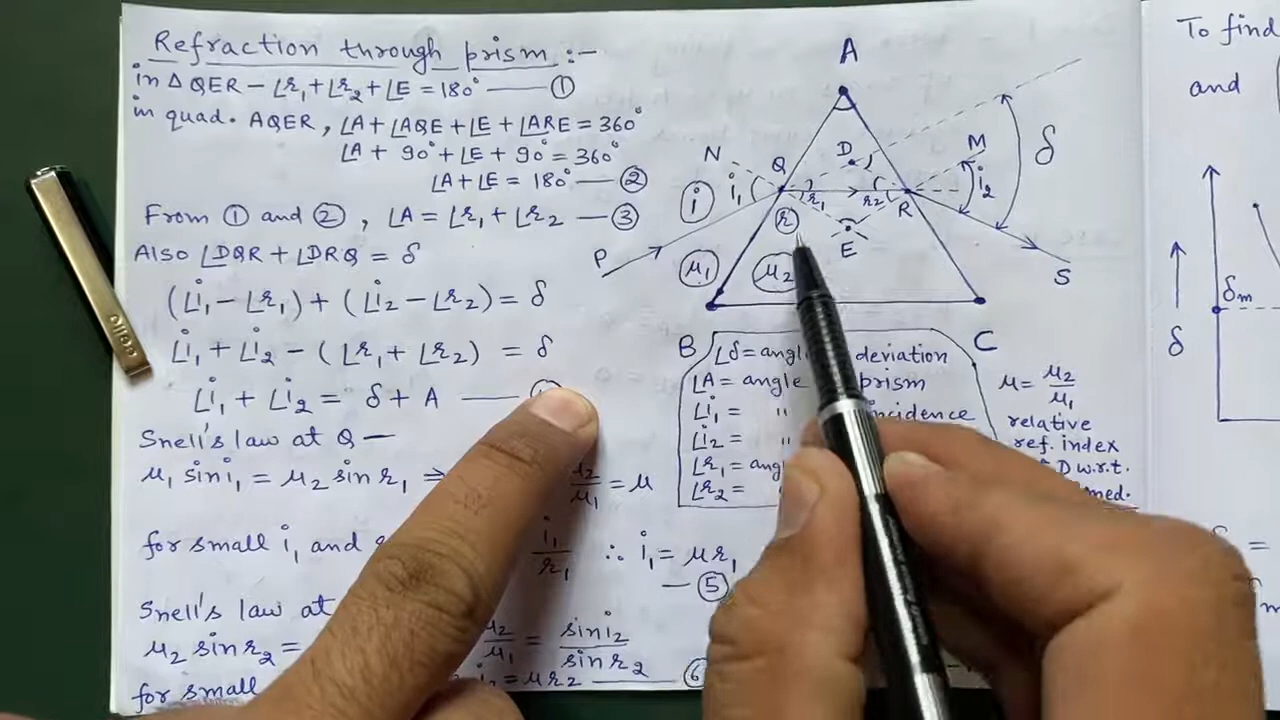 Refraction through prism :-
in Δ QER - ∠r₁ + ∠r₂ + ∠E = 180° —— ①
in quad. AQER, ∠A + ∠AQE + ∠E + ∠ARE = 360°
∠A + 90° + ∠E + 90° = 360°
∠A + ∠E = 180° — ②
From ① and ②, ∠A = ∠r₁ + ∠r₂ — ③
Also ∠DQR + ∠DRQ = δ
(∠i₁ - ∠r₁) + (∠i₂ - ∠r₂) = δ
∠i₁ + ∠i₂ - (∠r₁ + ∠r₂) = δ
∠i₁ + ∠i₂ = δ + A ——
Snell's law at Q —
μ₁ sin i₁ = μ₂ sin r₁ ⇒ μ₂/μ₁ = μ
for small i₁ and i₁/r₁ ∴ i₁ = μr₁
— ⑤
Snell's law at
μ₂ sin r₂ = μ₂/μ₁ = sin i₂/sin r₂
for small i₂ = μr₂ —— ⑥
A
N
Q
D
M
δ
i
i₁
r₁
r₂
i₂
R
r
E
P
μ₁
μ₂
S
B
C
∠δ = angl deviation
∠A = angle prism
∠i₁ = " incidence
∠i₂ = "
∠r₁ = ang
∠r₂ =
μ = μ₂/μ₁
relative
ref. index
D w.r.t.
med.
To find
and
δm
δ
=